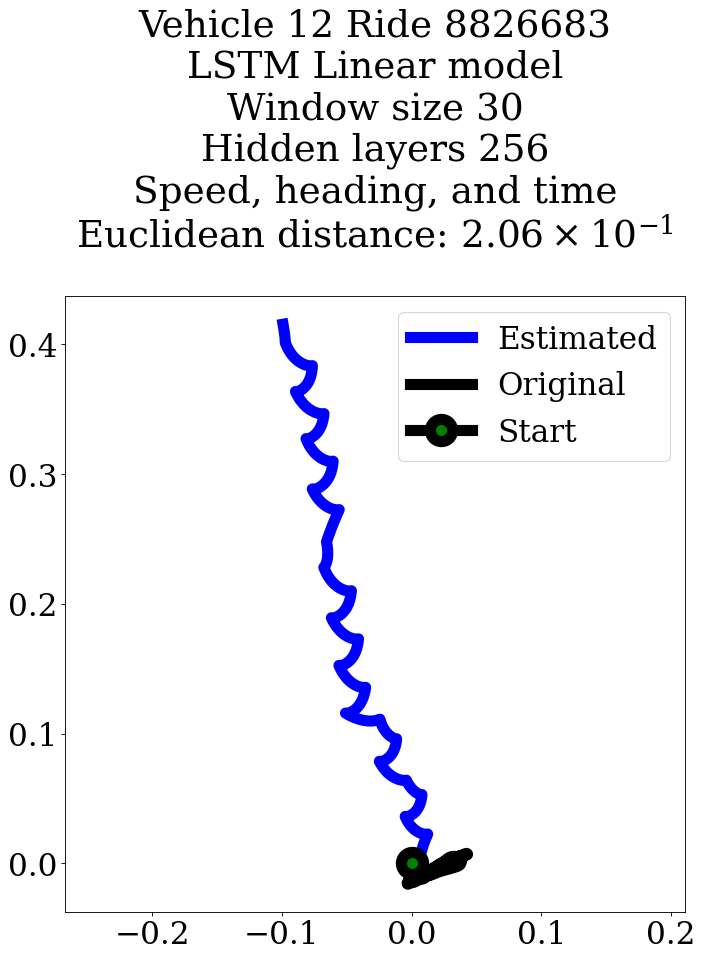 Vehicle 12 Ride 8826683
LSTM Linear model
Window size 30
Hidden layers 256
Speed, heading, and time
Euclidean distance: 2.06 × 10⁻¹
Estimated
Original
Start
0.4
0.3
0.2
0.1
0.0
−0.2 −0.1 0.0 0.1 0.2